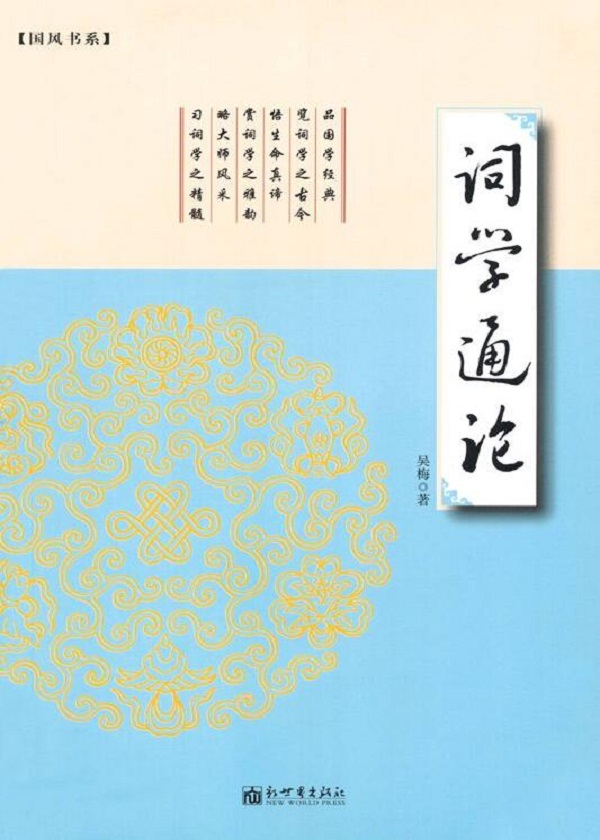 【国风书系】
品国学经典
览词学之古今
悟生命真谛
赏词学之雅韵
略大师风采
习词学之精髓
词学通论
吴梅◎著
新世界出版社
NEW WORLD PRESS